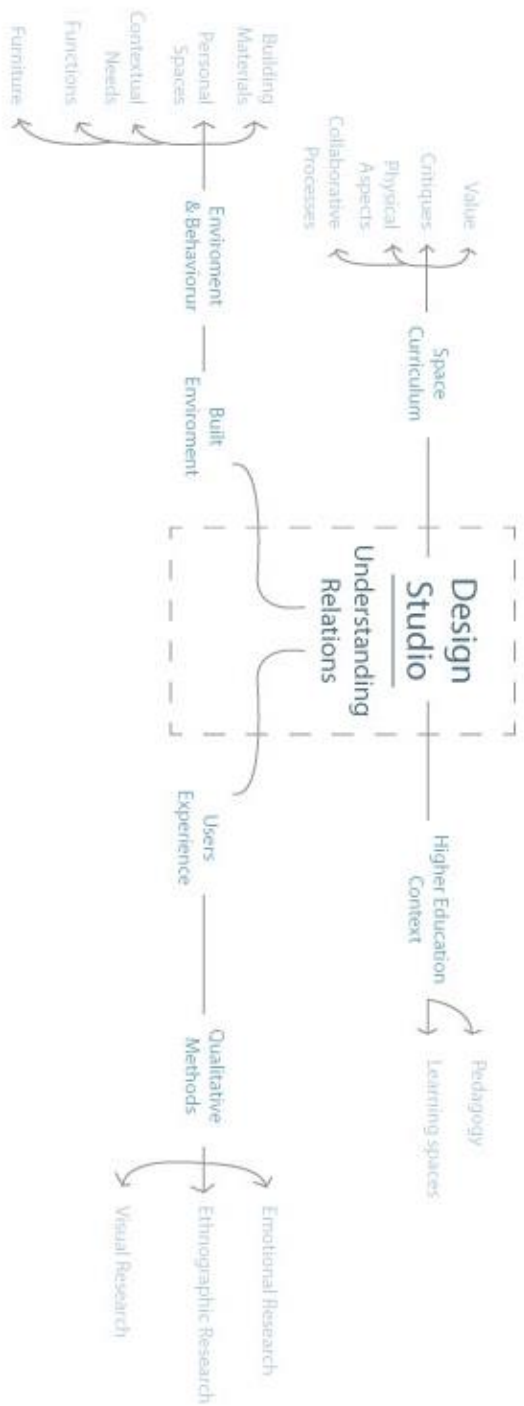 Design
Studio
Understanding
Relations
Space
Curriculum
Value
Critiques
Physical
Aspects
Collaborative
Processes
Higher Education
Context
Pedagogy
Learning spaces
Built
Enviroment
Enviroment
& Behaviorur
Building
Materials
Personal
Spaces
Contextual
Needs
Functions
Furniture
Users
Experience
Qualitative
Methods
Emotional Research
Ethnographic Research
Visual Research